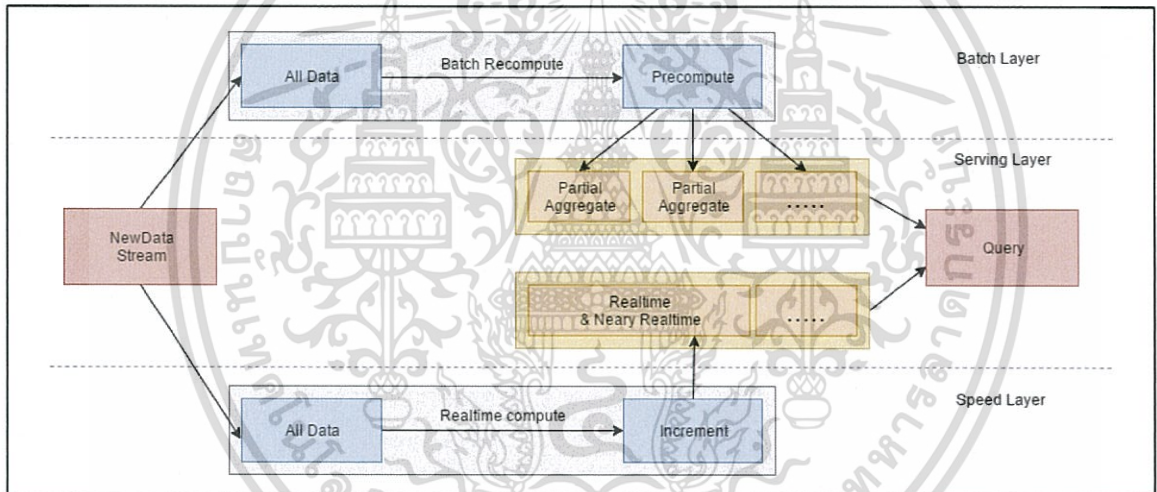 All Data
Batch Recompute
Precompute
Batch Layer
Serving Layer
Partial
Aggregate
Partial
Aggregate
.....
NewData
Stream
Query
Realtime
& Neary Realtime
.....
Speed Layer
All Data
Realtime compute
Increment